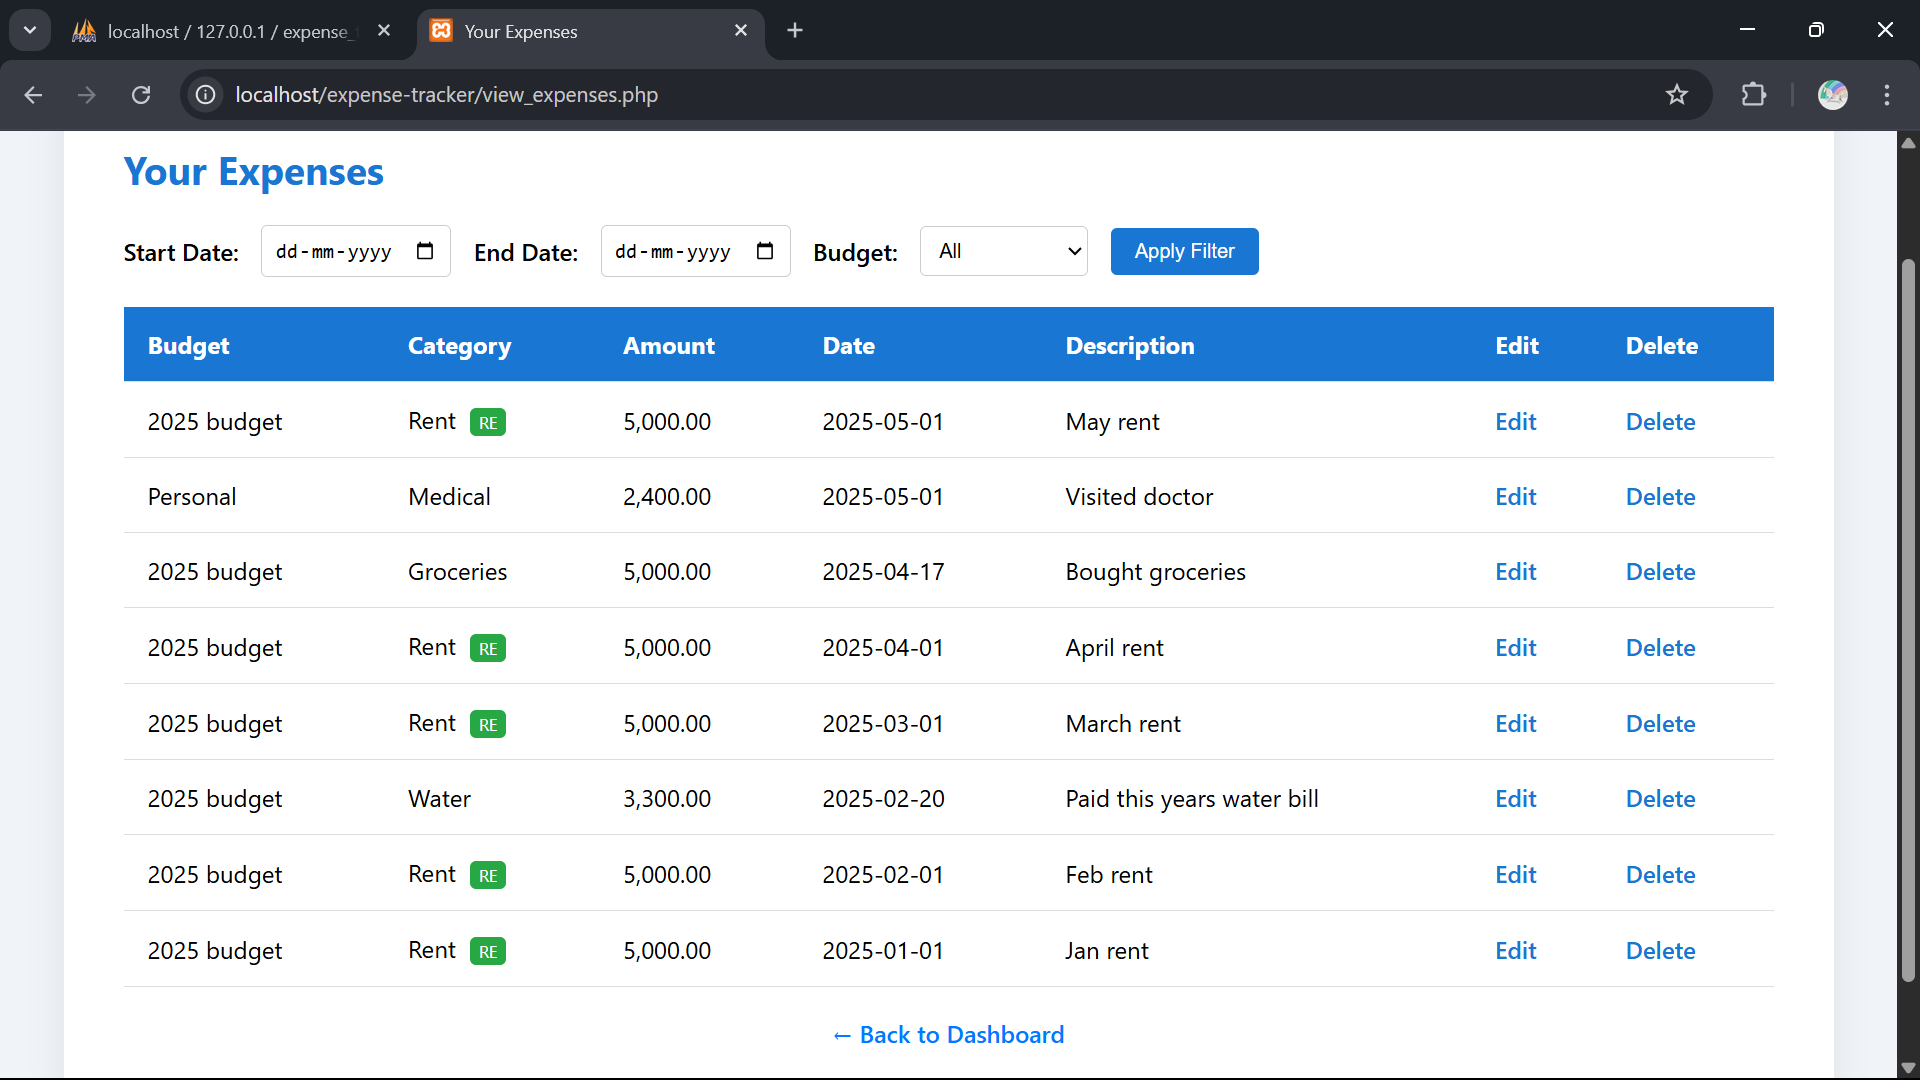 localhost / 127.0.0.1 / expense_
Your Expenses
localhost/expense-tracker/view_expenses.php
Your Expenses
Start Date: dd-mm-yyyy End Date: dd-mm-yyyy Budget: All Apply Filter
Budget Category Amount Date Description Edit Delete
2025 budget Rent RE 5,000.00 2025-05-01 May rent Edit Delete
Personal Medical 2,400.00 2025-05-01 Visited doctor Edit Delete
2025 budget Groceries 5,000.00 2025-04-17 Bought groceries Edit Delete
2025 budget Rent RE 5,000.00 2025-04-01 April rent Edit Delete
2025 budget Rent RE 5,000.00 2025-03-01 March rent Edit Delete
2025 budget Water 3,300.00 2025-02-20 Paid this years water bill Edit Delete
2025 budget Rent RE 5,000.00 2025-02-01 Feb rent Edit Delete
2025 budget Rent RE 5,000.00 2025-01-01 Jan rent Edit Delete
← Back to Dashboard